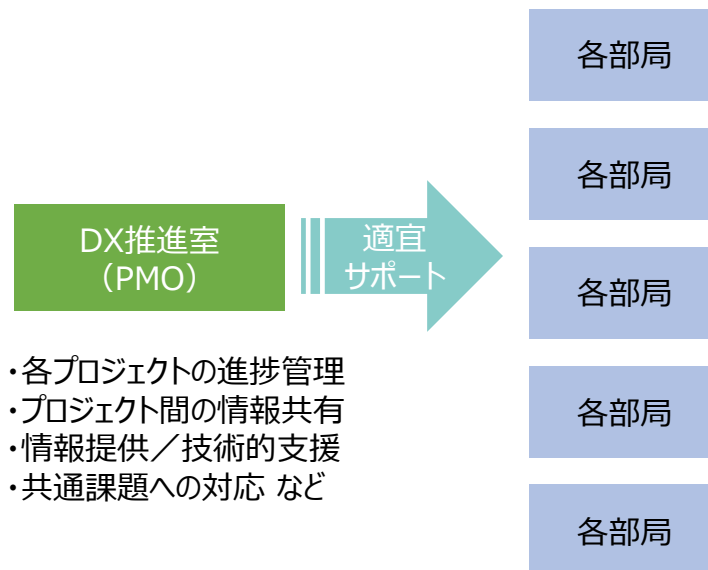 各部局
各部局
DX推進室
（PMO）
適宜
サポート
各部局
・各プロジェクトの進捗管理
・プロジェクト間の情報共有
・情報提供／技術的支援
・共通課題への対応 など
各部局
各部局